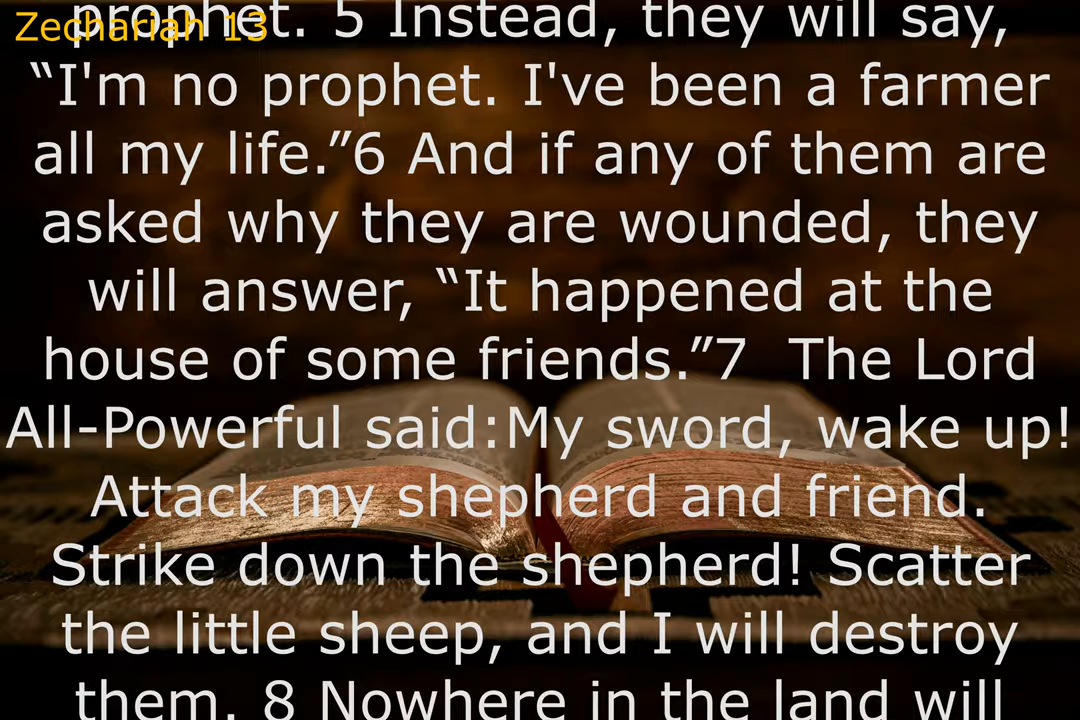 Zechariah 13
prophet. 5 Instead, they will say,
“I'm no prophet. I've been a farmer
all my life.”6 And if any of them are
asked why they are wounded, they
will answer, “It happened at the
house of some friends.”7  The Lord
All-Powerful said:My sword, wake up!
Attack my shepherd and friend.
Strike down the shepherd! Scatter
the little sheep, and I will destroy
them. 8 Nowhere in the land will